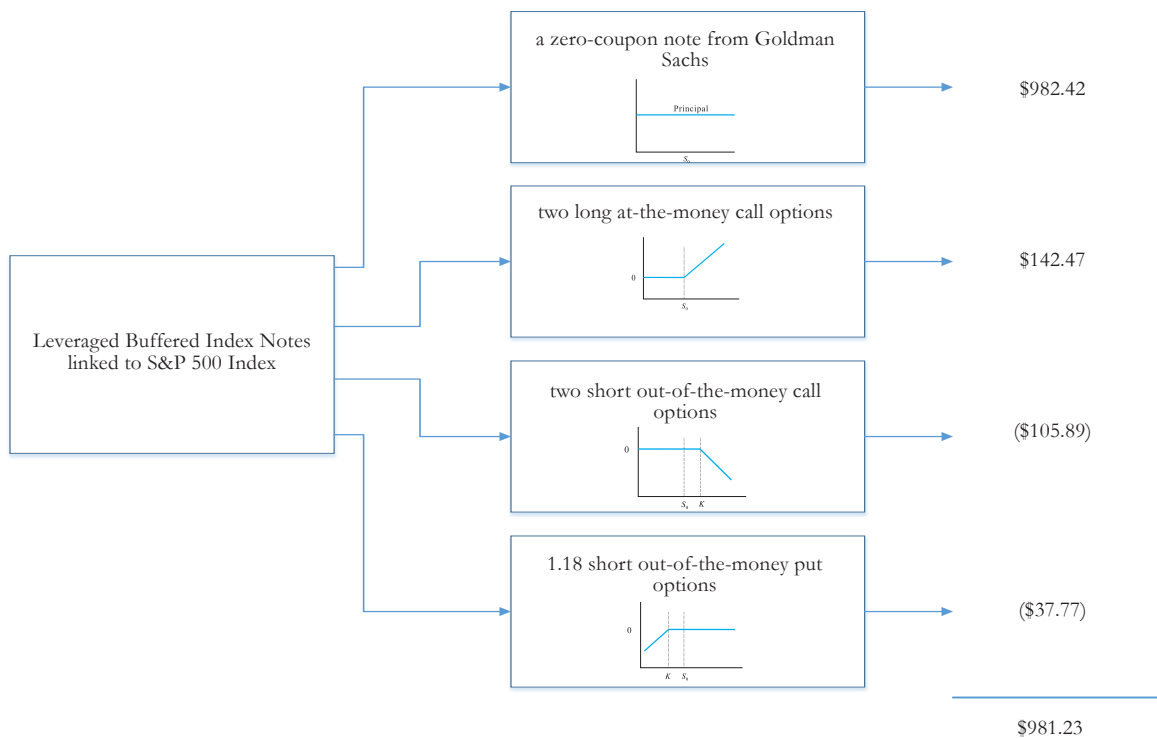 a zero-coupon note from Goldman
Sachs
Principal
S₀
$982.42
two long at-the-money call options
0
S₀
$142.47
Leveraged Buffered Index Notes
linked to S&P 500 Index
two short out-of-the-money call
options
0
S₀ K
($105.89)
1.18 short out-of-the-money put
options
0
K S₀
($37.77)
$981.23